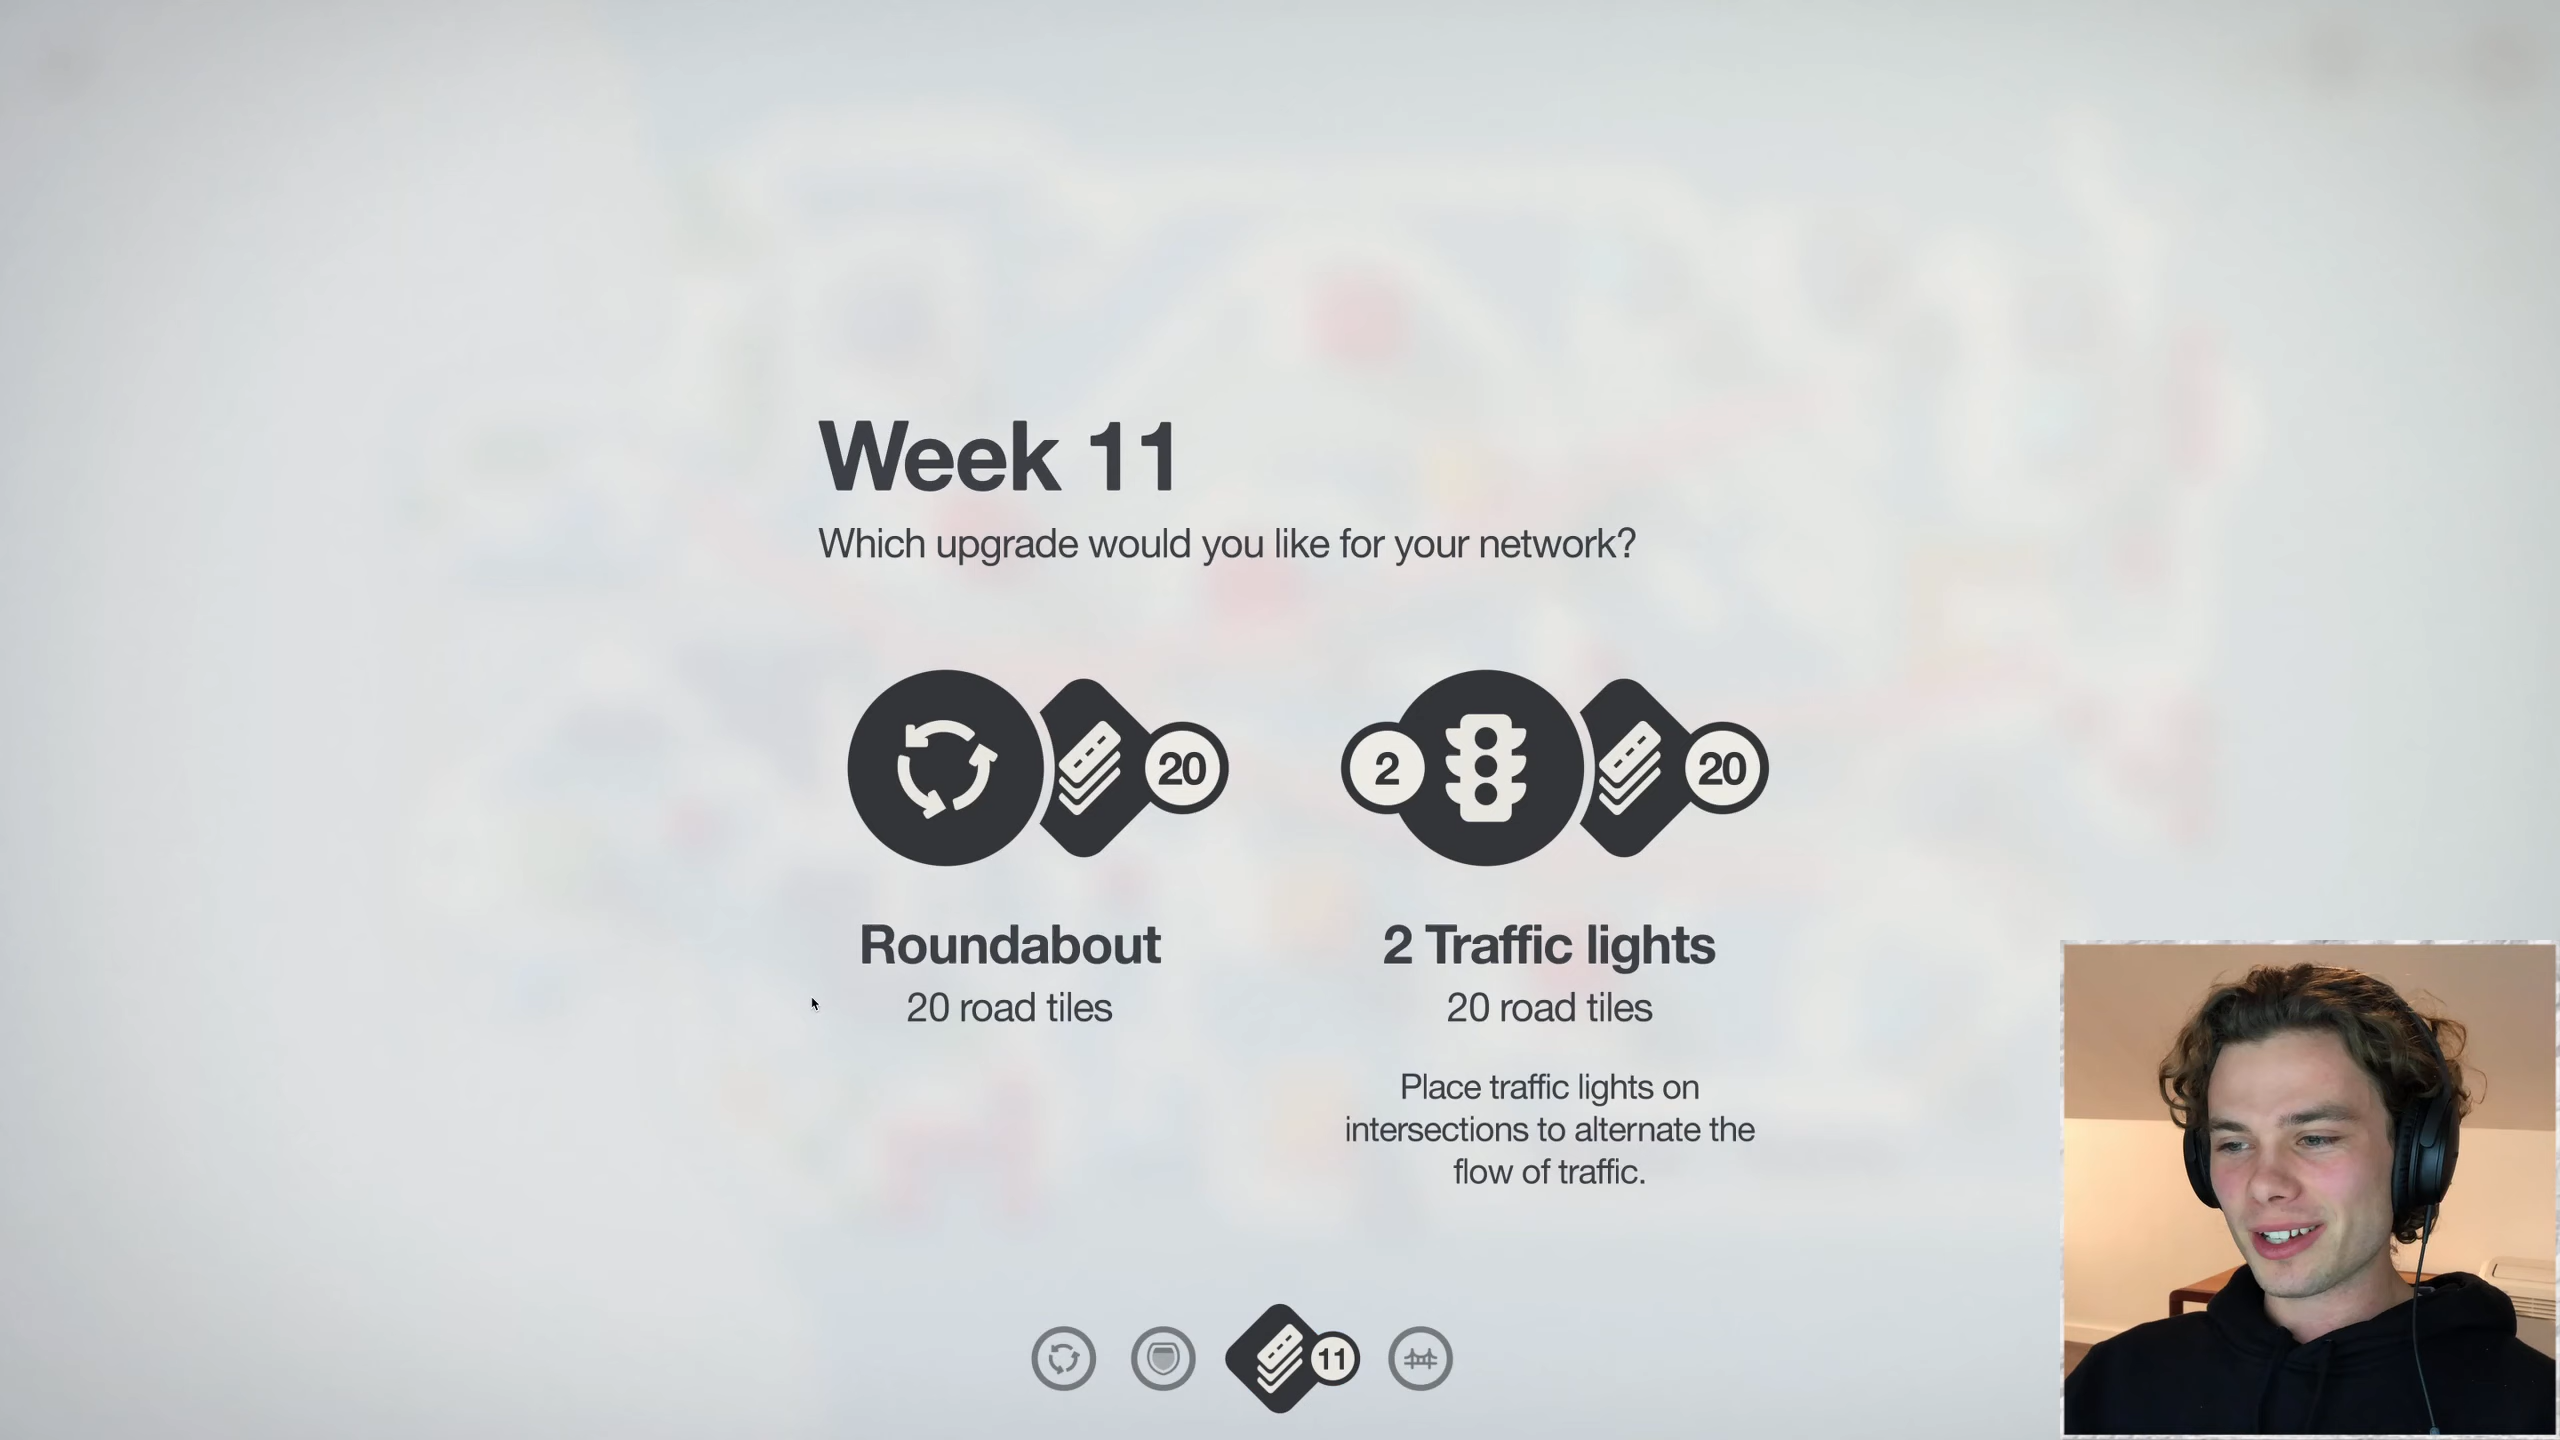 Week 11
Which upgrade would you like for your network?
20
2
20
Roundabout
2 Traffic lights
20 road tiles
20 road tiles
Place traffic lights on
intersections to alternate the
flow of traffic.
11